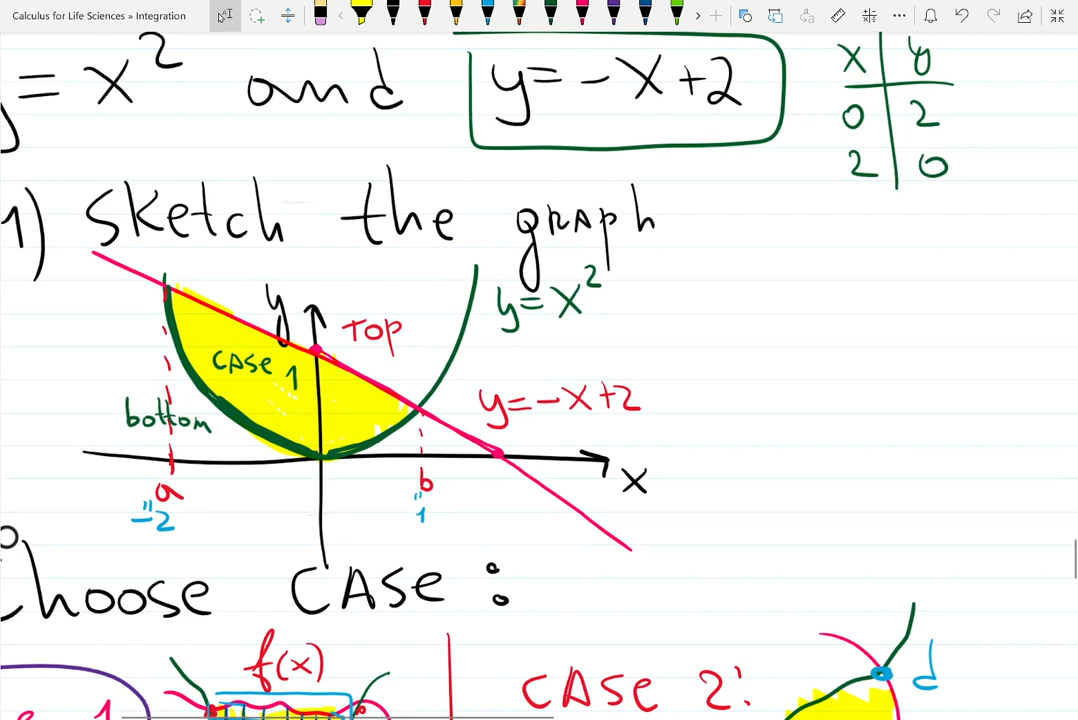 Calculus for Life Sciences » Integration
y = x² and y=-x+2
x y
0 2
2 0
1) Sketch the graph
y
Top
y=x²
case 1
y=-x+2
bottom
x
a
b
"
-2
"
1
Choose CASE:
f(x)
CASE 2:
d
1